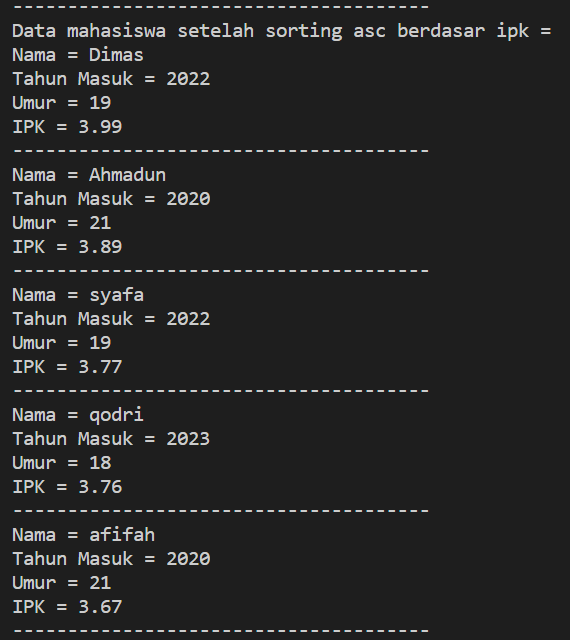 --------------------------------------
Data mahasiswa setelah sorting asc berdasar ipk =
Nama = Dimas
Tahun Masuk = 2022
Umur = 19
IPK = 3.99
--------------------------------------
Nama = Ahmadun
Tahun Masuk = 2020
Umur = 21
IPK = 3.89
--------------------------------------
Nama = syafa
Tahun Masuk = 2022
Umur = 19
IPK = 3.77
--------------------------------------
Nama = qodri
Tahun Masuk = 2023
Umur = 18
IPK = 3.76
--------------------------------------
Nama = afifah
Tahun Masuk = 2020
Umur = 21
IPK = 3.67
--------------------------------------